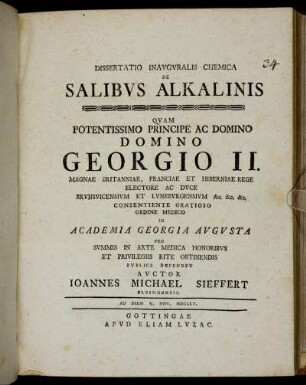 34
DISSERTATIO INAVGVRALIS CHEMICA
DE
SALIBVS ALKALINIS
QVAM
POTENTISSIMO PRINCIPE AC DOMINO
DOMINO
GEORGIO II.
MAGNAE BRITANNIAE, FRANCIAE ET HIBERNIAE REGE
ELECTORE AC DVCE
BRVNSVICENSIVM ET LVNEBVRGENSIVM &c. &c. &c.
CONSENTIENTE GRATIOSO
ORDINE MEDICO
IN
ACADEMIA GEORGIA AVGVSTA
PRO
SVMMIS IN ARTE MEDICA HONORIBVS
ET PRIVILEGIIS RITE OBTINENDIS
PVBLICE DEFENDET
AVCTOR
IOANNES MICHAEL SIEFFERT
AD DIEM V. NOV. MDCCLV.
GOTTINGAE
APVD ELIAM LVZAC.